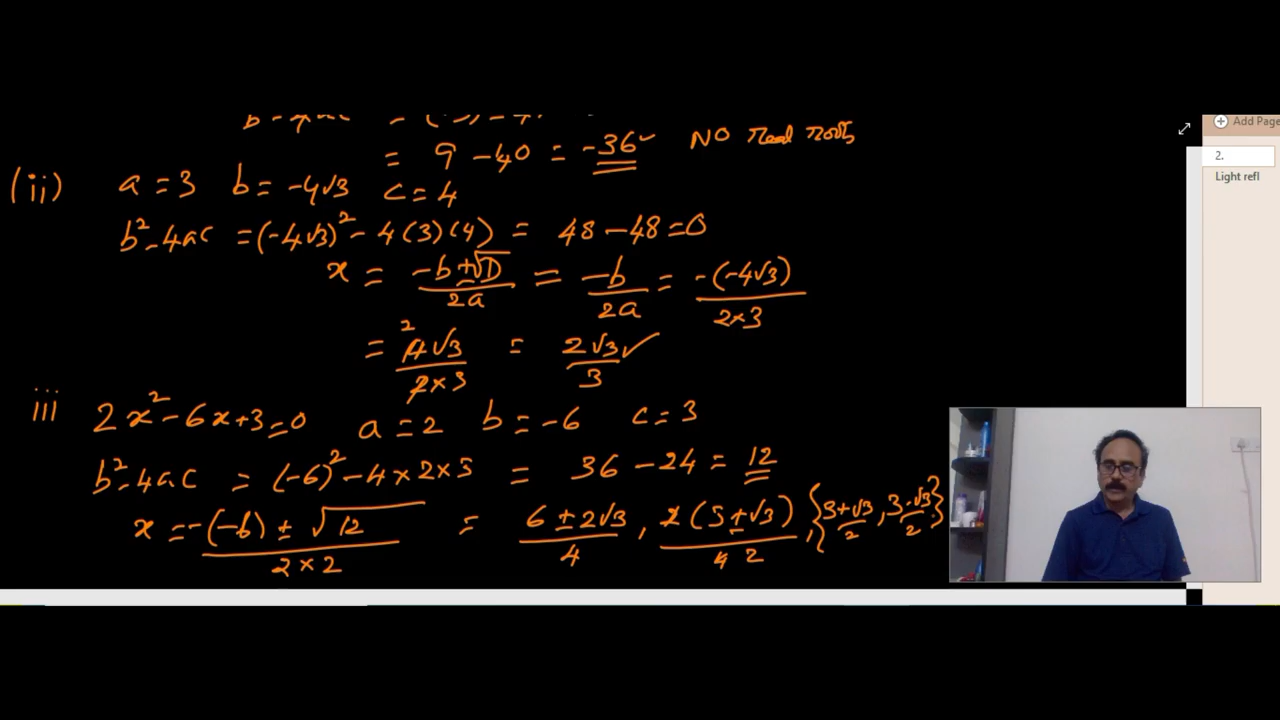 = 9 - 40 = -36 NO real roots
(ii) a = 3 b = -4√3 c = 4
b² - 4ac = (-4√3)² - 4(3)(4) = 48 - 48 = 0
x = -b ± √D / 2a = -b / 2a = -(-4√3) / 2×3
= 4√3 / 2×3 = 2√3 / 3 ✓
iii 2x² - 6x + 3 = 0 a = 2 b = -6 c = 3
b² - 4ac = (-6)² - 4×2×3 = 36 - 24 = 12
x = -(-6) ± √12 / 2×2 = 6 ± 2√3 / 4 , 2(3 ± √3) / 4 2 , {3+√3 / 2 , 3-√3 / 2}
Add Page
2.
Light refl